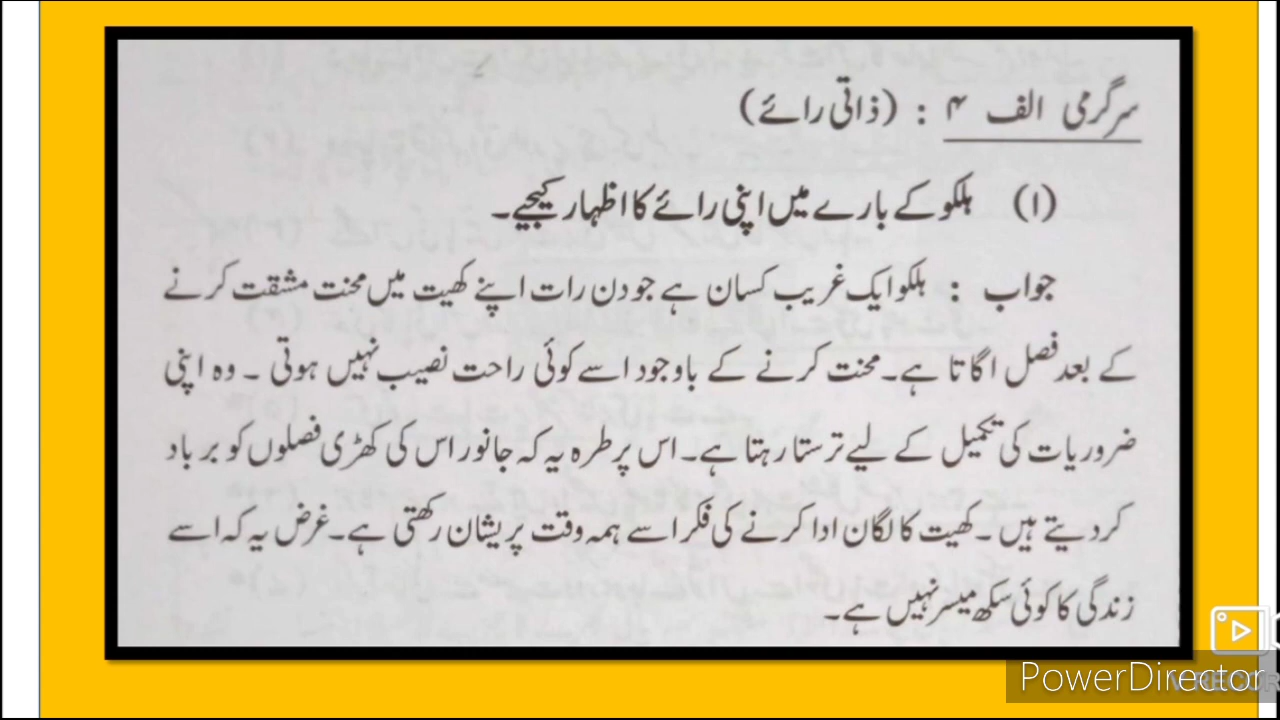 سرگرمی الف ۴ : (ذاتی رائے)
(۱) ہلکو کے بارے میں اپنی رائے کا اظہار کیجیے۔
جواب : ہلکو ایک غریب کسان ہے جو دن رات اپنے کھیت میں محنت مشقت کرنے
کے بعد فصل اگاتا ہے۔ محنت کرنے کے باوجود اسے کوئی راحت نصیب نہیں ہوتی ۔ وہ اپنی
ضروریات کی تکمیل کے لیے ترستا رہتا ہے۔ اس پر طرہ یہ کہ جانور اس کی کھڑی فصلوں کو برباد
کردیتے ہیں ۔ کھیت کا لگان ادا کرنے کی فکر اسے ہمہ وقت پریشان رکھتی ہے۔ غرض یہ کہ اسے
زندگی کا کوئی سکھ میسر نہیں ہے۔
PowerDirector